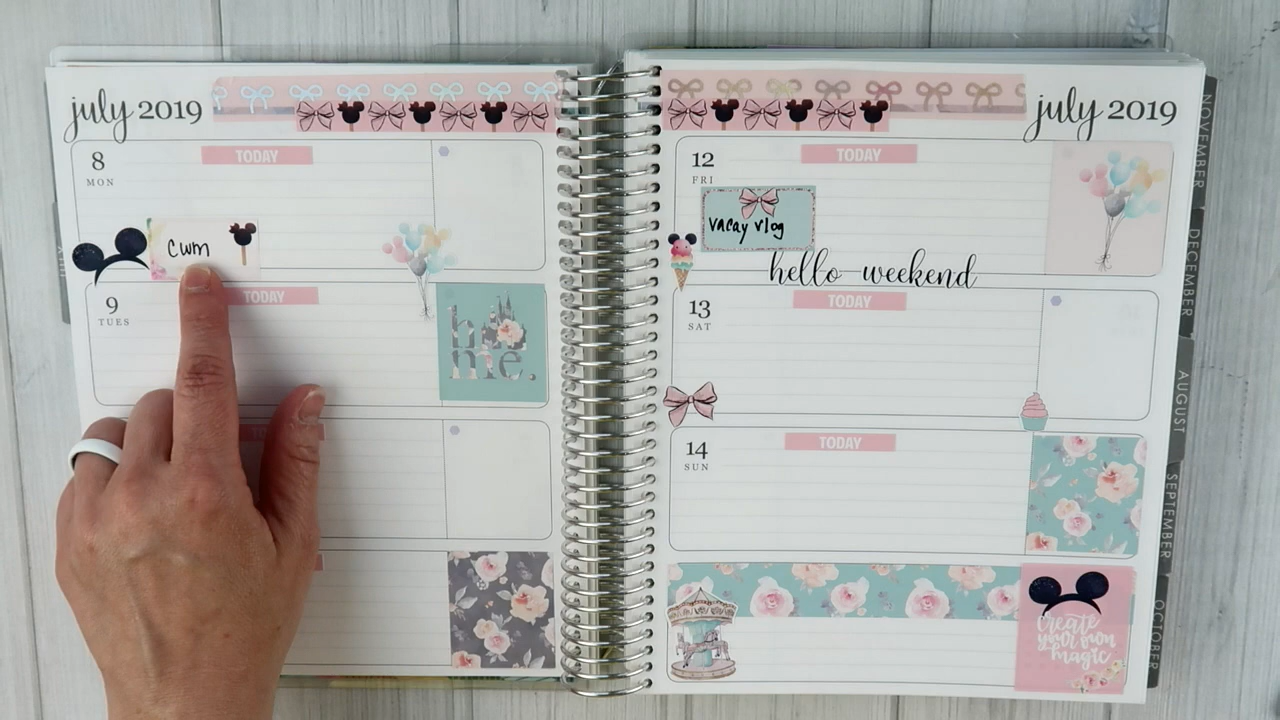 july 2019
8
MON
TODAY
cwm
9
TUES
TODAY
home.
july 2019
12
FRI
TODAY
vacay vlog
hello weekend
13
SAT
TODAY
14
SUN
TODAY
create
your own
magic
NOVEMBER
DECEMBER
AUGUST
SEPTEMBER
OCTOBER